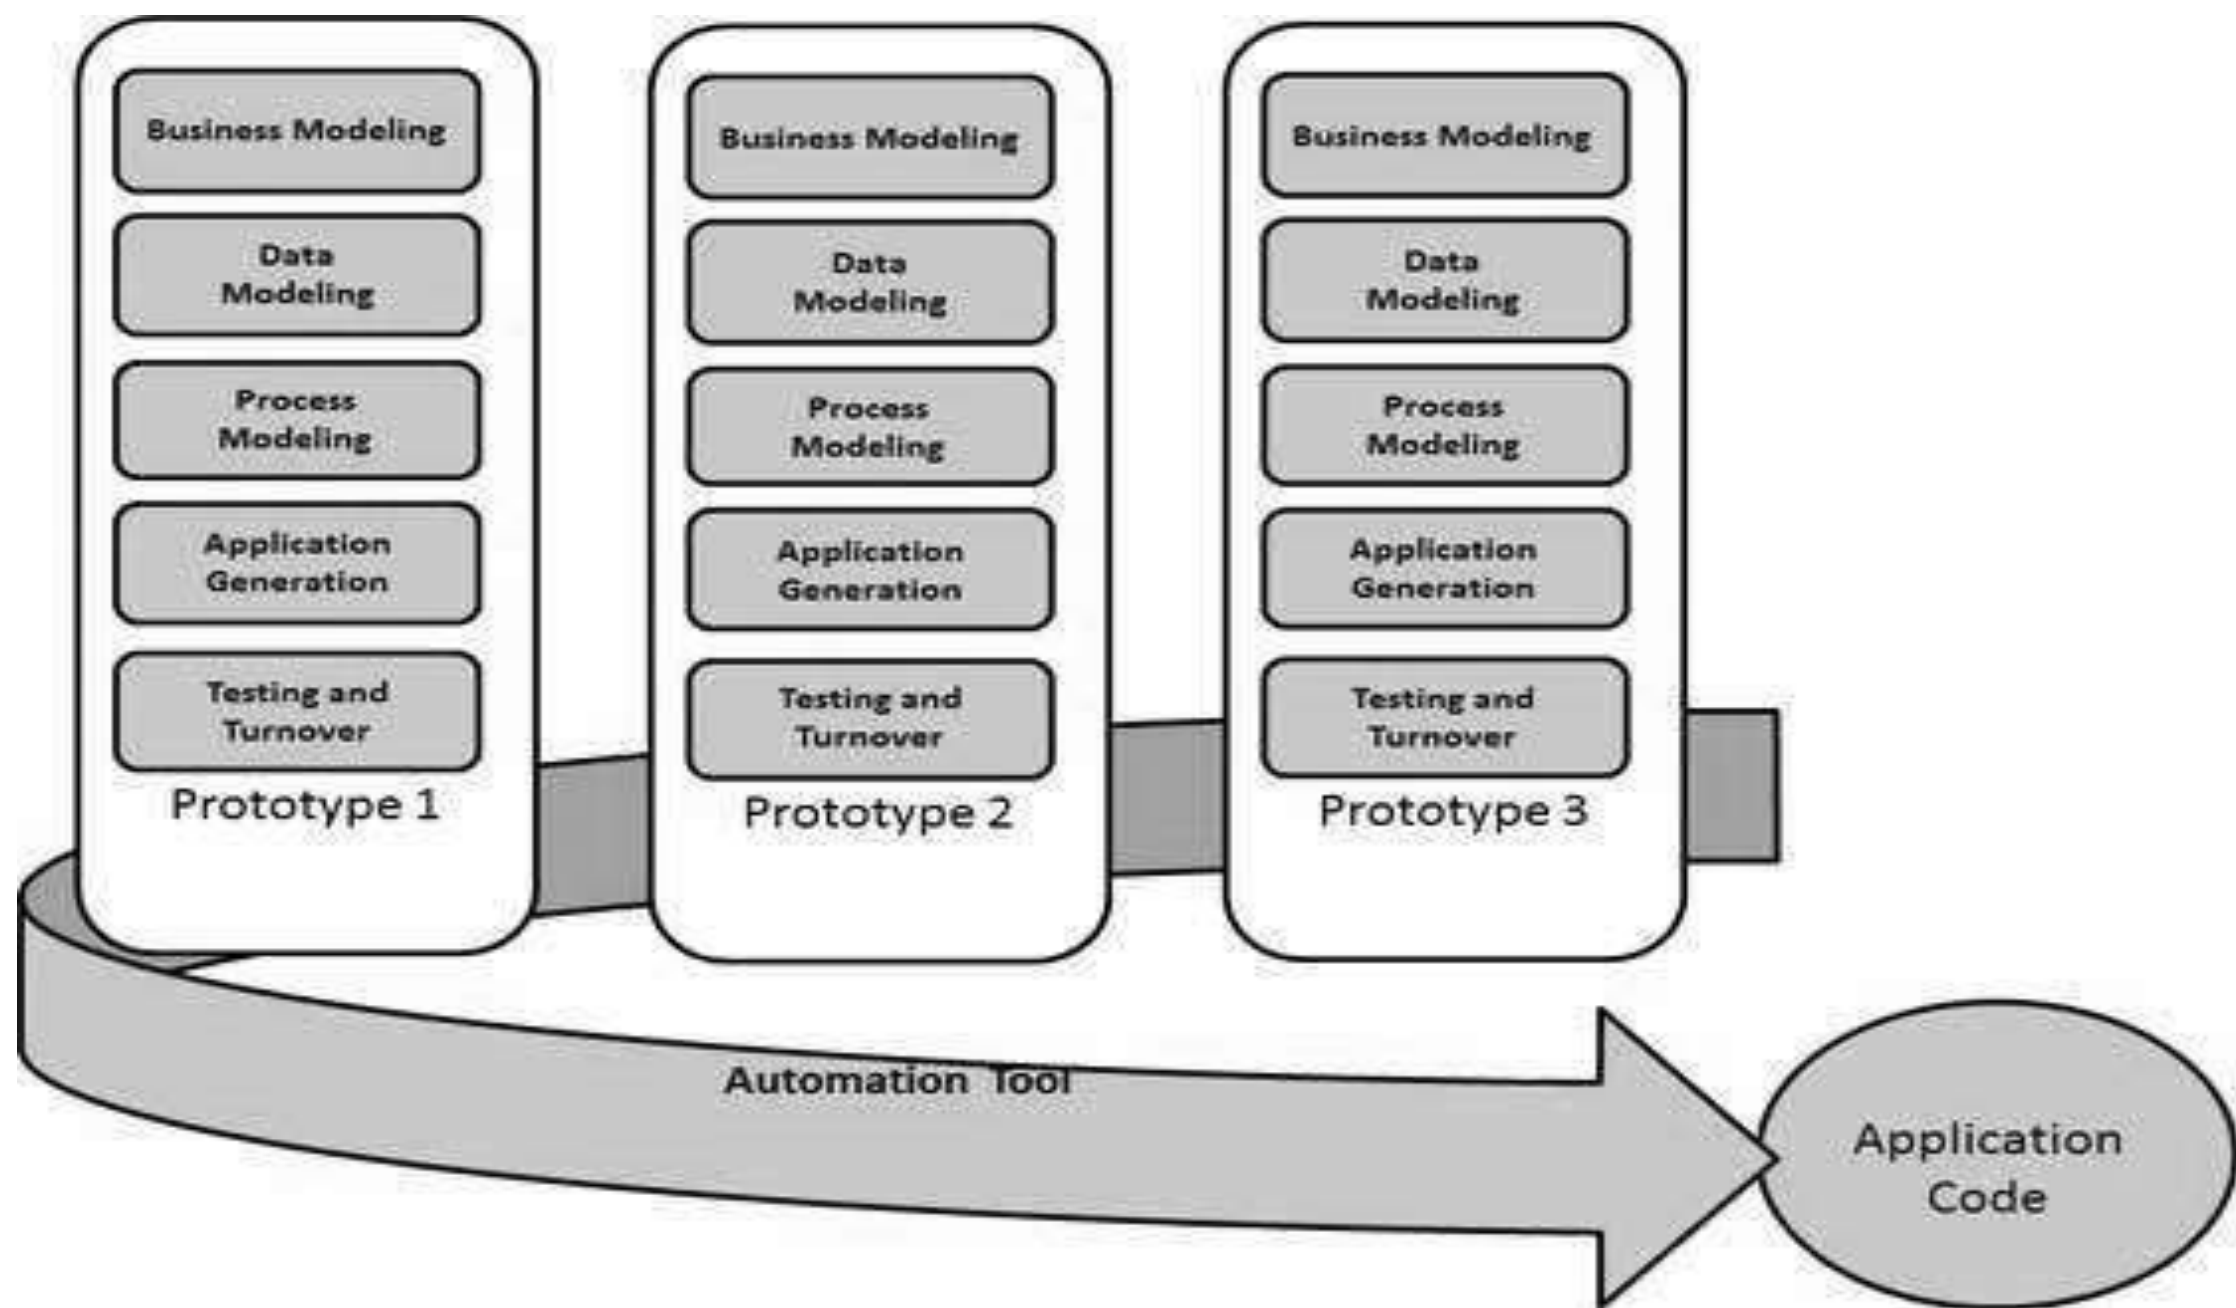 Business Modeling
Data
Modeling
Process
Modeling
Application
Generation
Testing and
Turnover
Prototype 1
Business Modeling
Data
Modeling
Process
Modeling
Application
Generation
Testing and
Turnover
Prototype 2
Business Modeling
Data
Modeling
Process
Modeling
Application
Generation
Testing and
Turnover
Prototype 3
Automation Tool
Application
Code